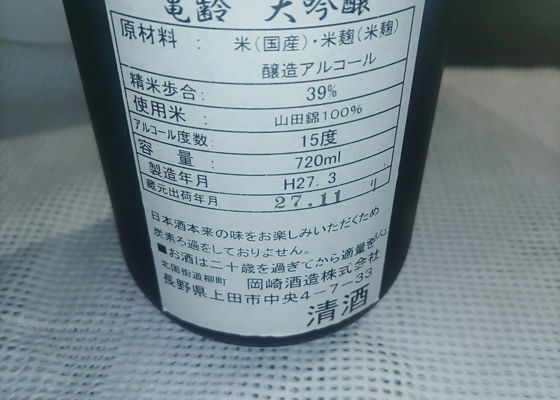 亀齢 大吟醸
原材料 : 米(国産)・米麹(米麹)
醸造アルコール
精米歩合: 39%
使用米 : 山田錦100%
アルコール度数: 15度
容量: 720ml
製造年月 H27.3
蔵元出荷年月 27.11
日本酒本来の味をお楽しみいただくため
炭素ろ過をしておりません。
■お酒は二十歳を過ぎてから適量を
北国街道柳町 岡崎酒造株式会社
長野県上田市中央4-7-33
清酒